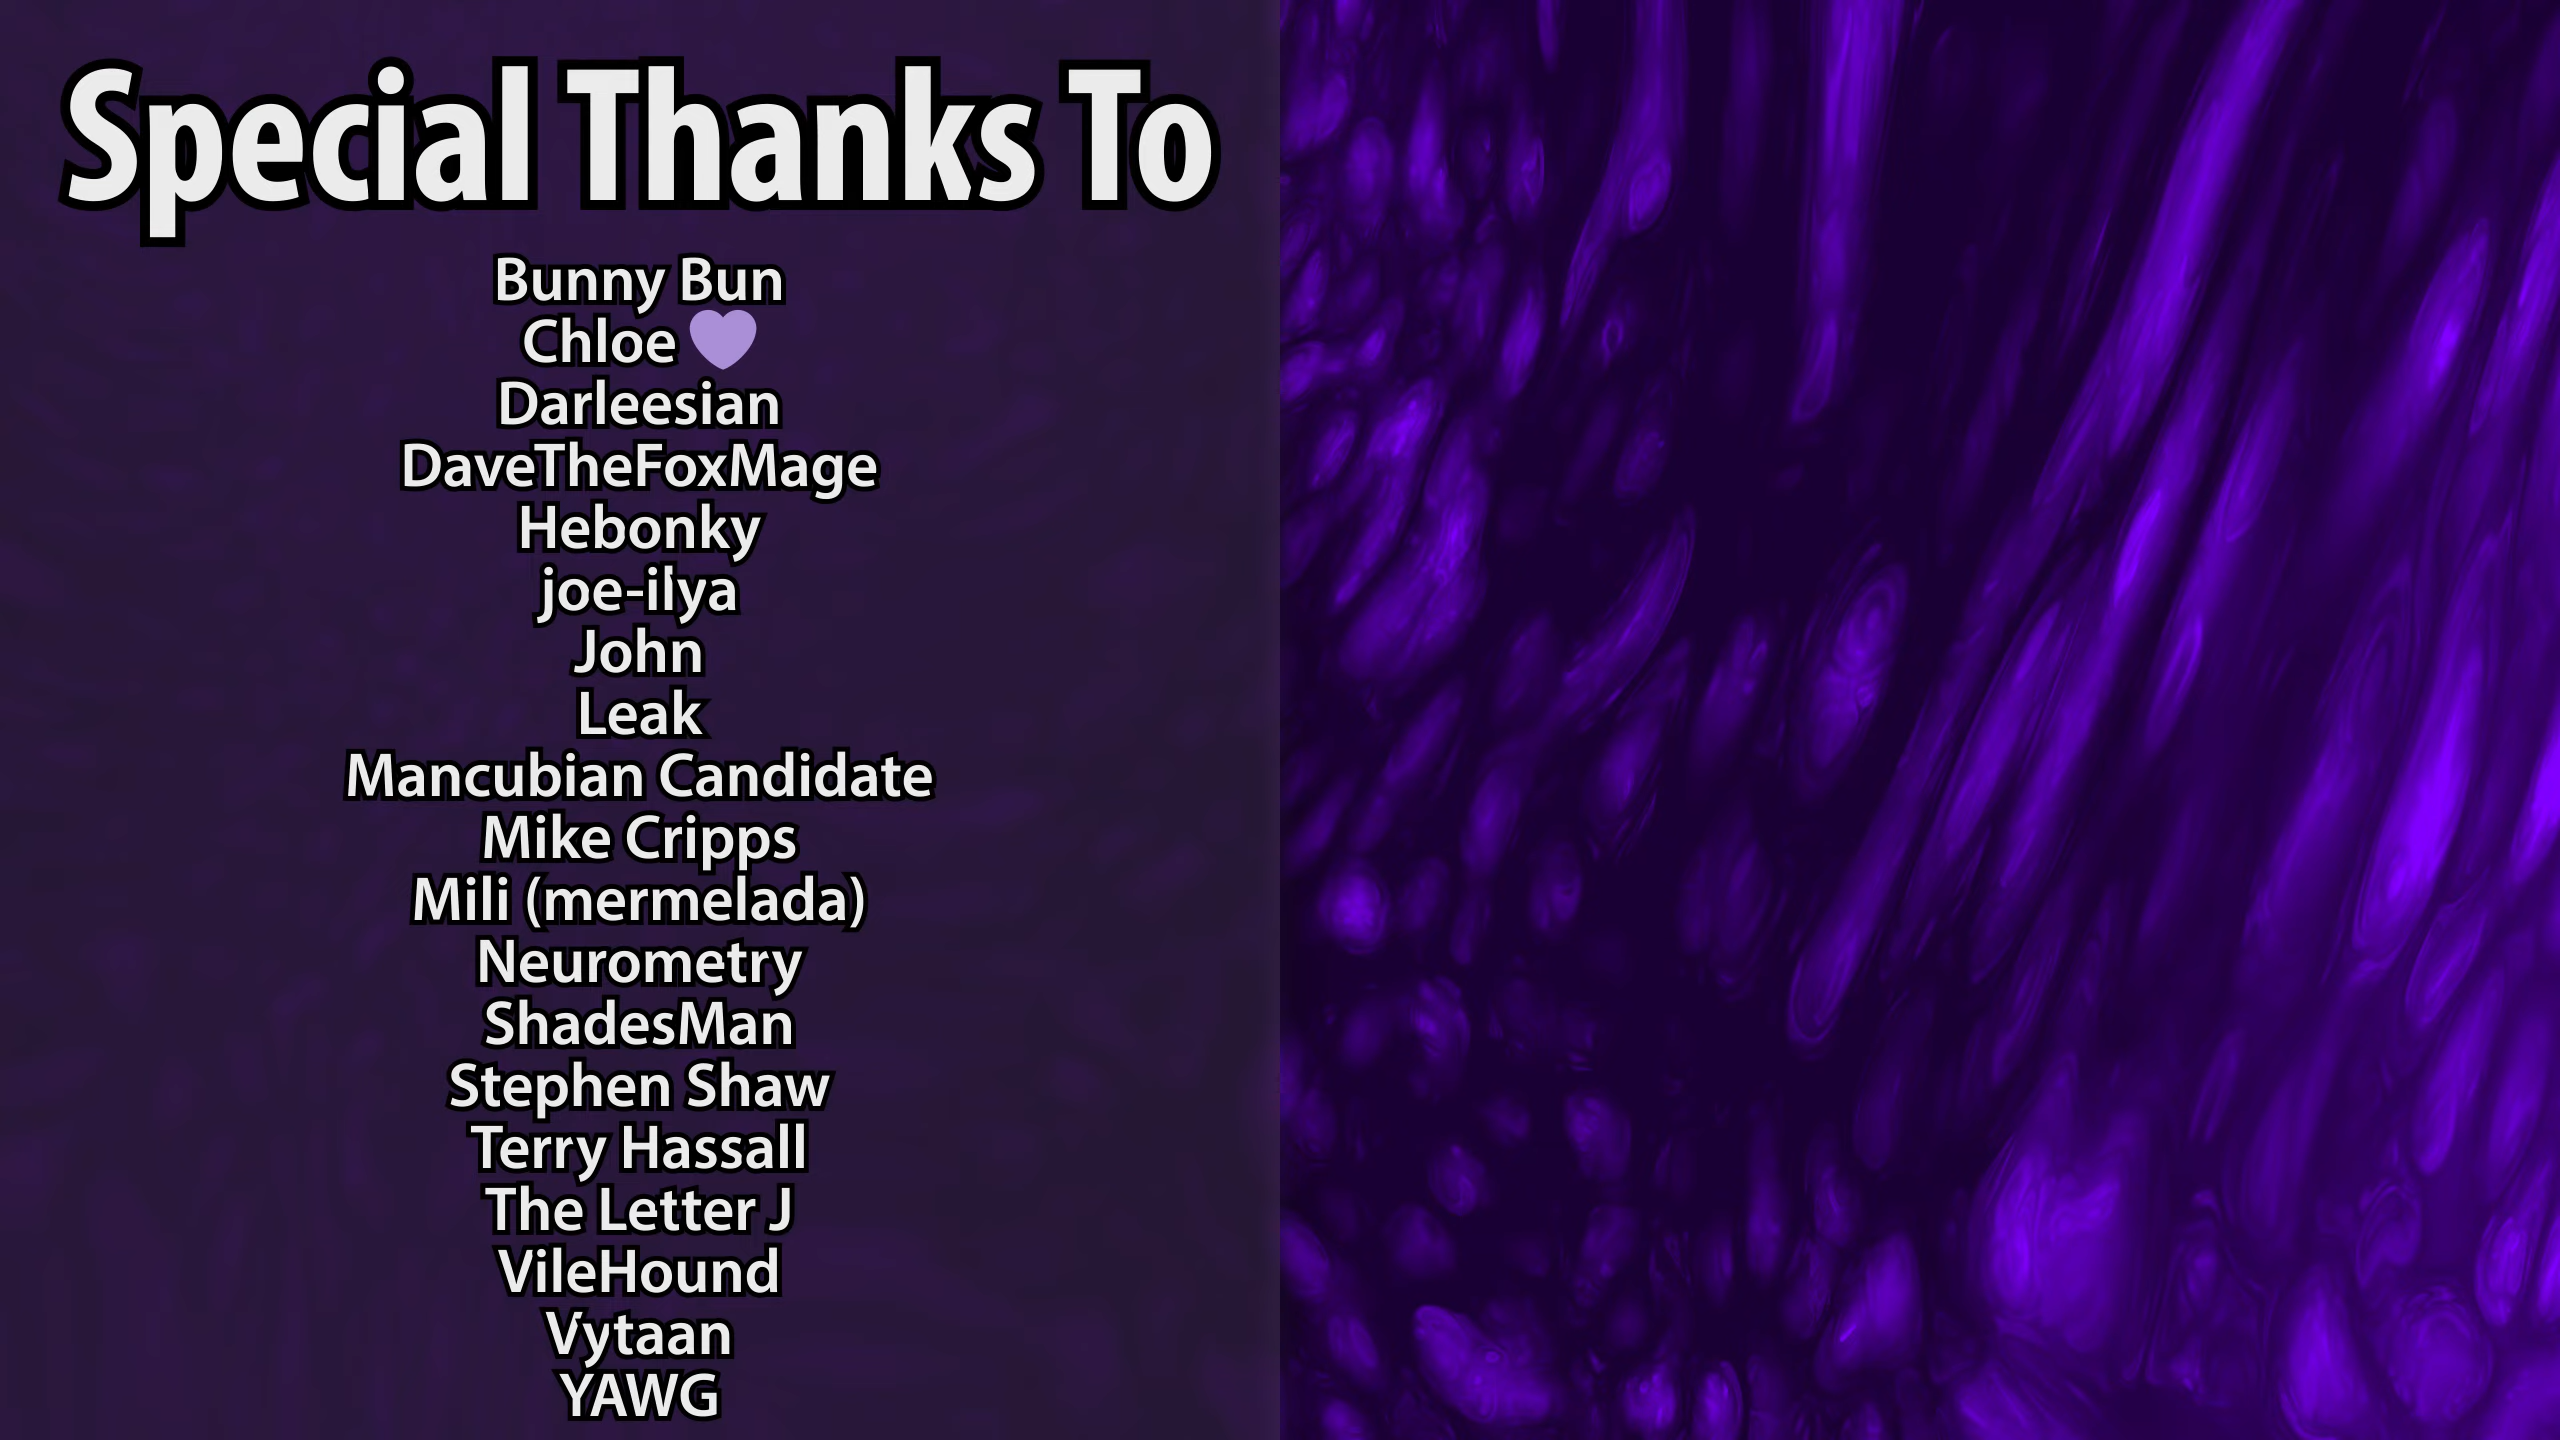 Special Thanks To
Bunny Bun
Chloe 💜
Darleesian
DaveTheFoxMage
Hebonky
joe-ilya
John
Leak
Mancubian Candidate
Mike Cripps
Mili (mermelada)
Neurometry
ShadesMan
Stephen Shaw
Terry Hassall
The Letter J
VileHound
Vytaan
YAWG